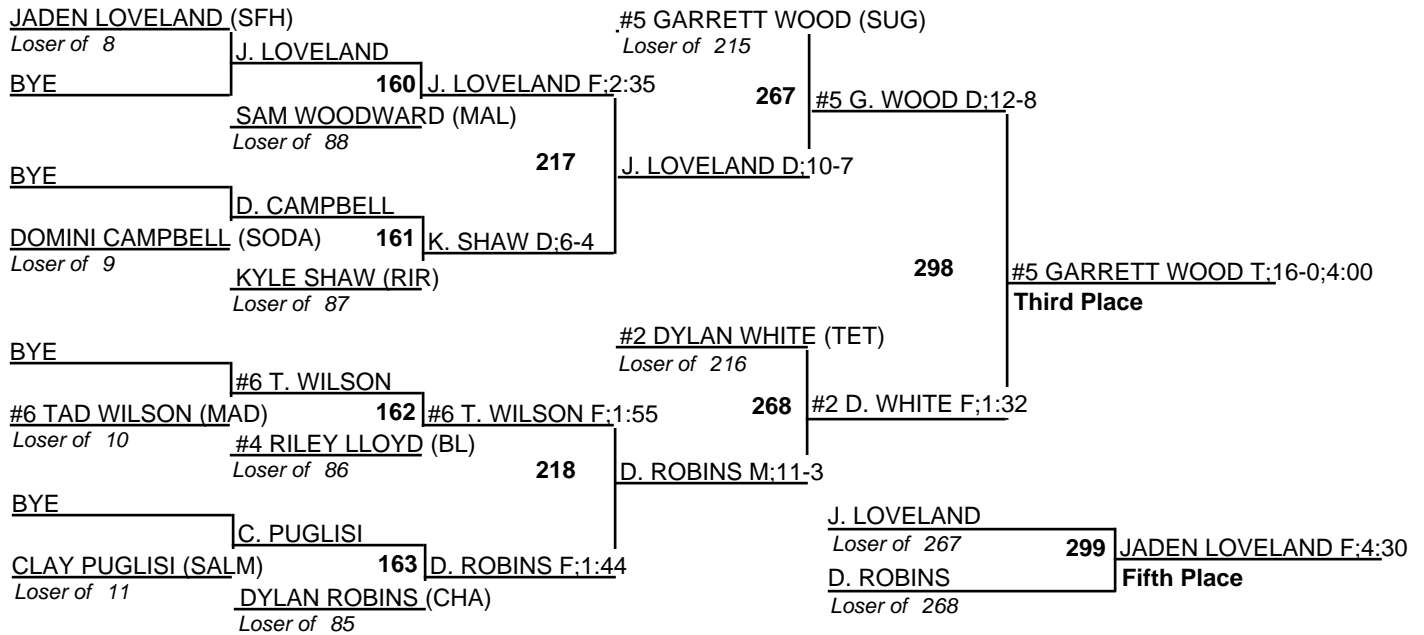 JADEN LOVELAND (SFH)
Loser of 8
J. LOVELAND
BYE
160
J. LOVELAND F;2:35
SAM WOODWARD (MAL)
Loser of 88
217
J. LOVELAND D;10-7
BYE
D. CAMPBELL
DOMINI CAMPBELL (SODA)
Loser of 9
161
K. SHAW D;6-4
KYLE SHAW (RIR)
Loser of 87
BYE
#6 T. WILSON
#6 TAD WILSON (MAD)
Loser of 10
162
#6 T. WILSON F;1:55
#4 RILEY LLOYD (BL)
Loser of 86
218
D. ROBINS M;11-3
BYE
C. PUGLISI
CLAY PUGLISI (SALM)
Loser of 11
163
D. ROBINS F;1:44
DYLAN ROBINS (CHA)
Loser of 85
#5 GARRETT WOOD (SUG)
Loser of 215
267
#5 G. WOOD D;12-8
298
#5 GARRETT WOOD T;16-0;4:00
Third Place
#2 DYLAN WHITE (TET)
Loser of 216
268
#2 D. WHITE F;1:32
J. LOVELAND
Loser of 267
299
JADEN LOVELAND F;4:30
Fifth Place
D. ROBINS
Loser of 268